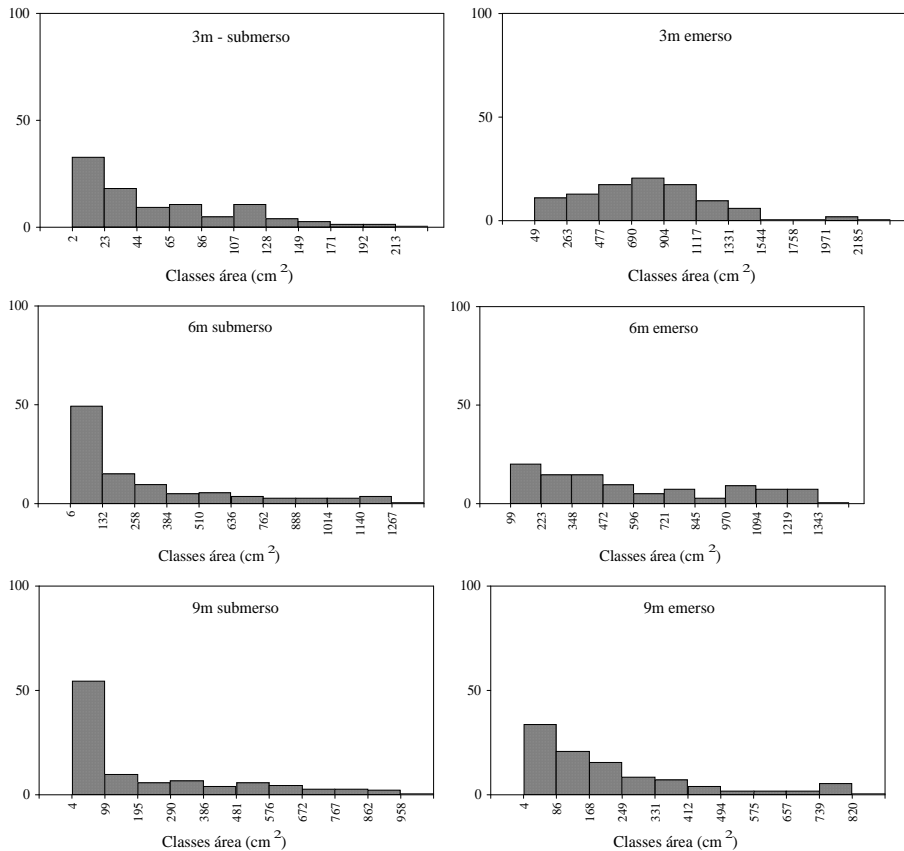 3m - submerso
100
50
0
2 23 44 65 86 107 128 149 171 192 213
Classes área (cm 2)
3m emerso
100
50
0
49 263 477 690 904 1117 1331 1544 1758 1971 2185
Classes área (cm 2)
6m submerso
100
50
0
6 132 258 384 510 636 762 888 1014 1140 1267
Classes área (cm 2)
6m emerso
100
50
0
99 223 348 472 596 721 845 970 1094 1219 1343
Classes área (cm 2)
9m submerso
100
50
0
4 99 195 290 386 481 576 672 767 862 958
Classes área (cm 2)
9m emerso
100
50
0
4 86 168 249 331 412 494 575 657 739 820
Classes área (cm 2)